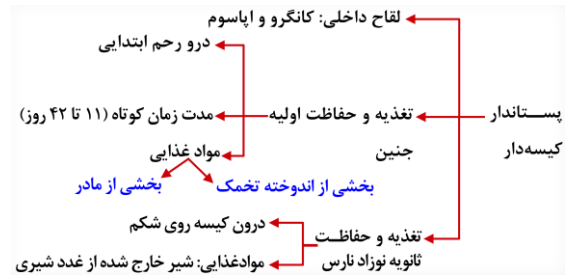 لقاح داخلی: کانگرو و اپاسوم
درو رحم ابتدایی
پستاندار تغذیه و حفاظت اولیه مدت زمان کوتاه (۱۱ تا ۴۲ روز)
کیسه‌دار جنین مواد غذایی
بخشی از اندوخته تخمک بخشی از مادر
درون کیسه روی شکم
تغذیه و حفاظت
ثانویه نوزاد نارس موادغذایی: شیر خارج شده از غدد شیری